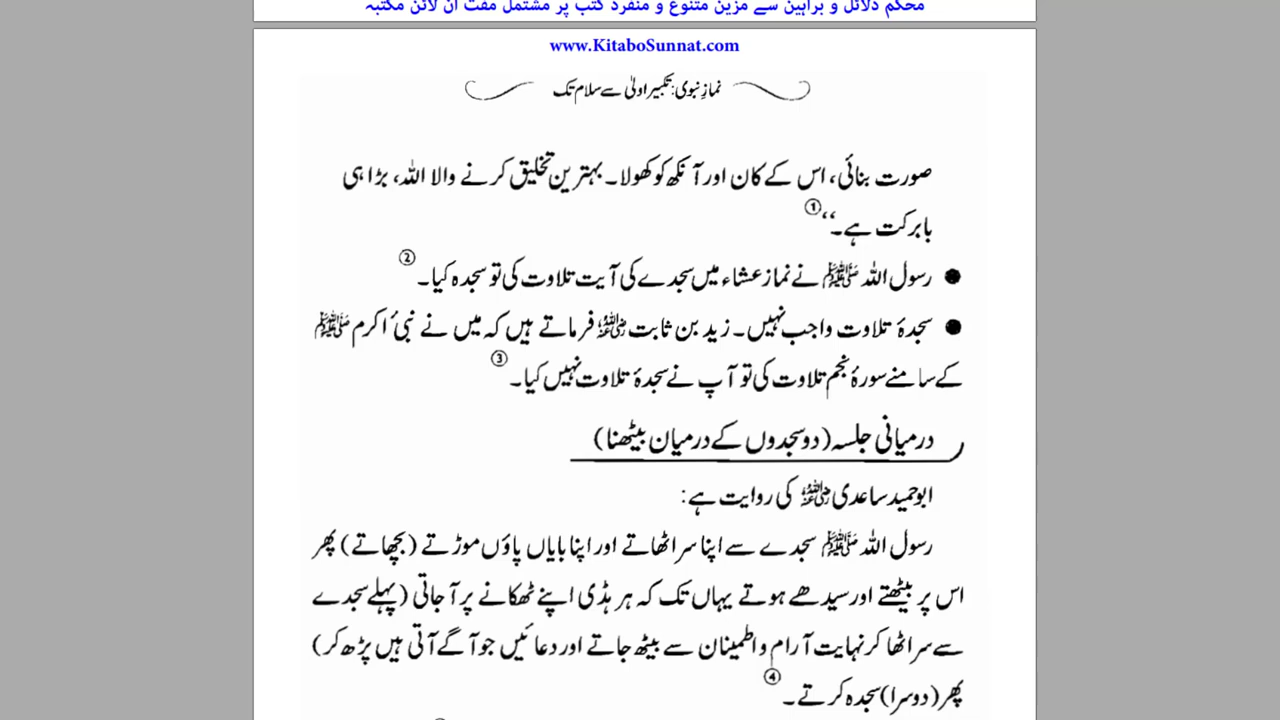 محکم دلائل و براہین سے مزین متنوع و منفرد کتب پر مشتمل مفت آن لائن مکتبہ
www.KitaboSunnat.com
نمازِ نبوی: تکبیر اولیٰ سے سلام تک
صورت بنائی، اس کے کان اور آنکھ کو کھولا۔ بہترین تخلیق کرنے والا اللہ، بڑا ہی
بابرکت ہے۔‘‘ ①
● رسول اللہ ﷺ نے نماز عشاء میں سجدے کی آیت تلاوت کی تو سجدہ کیا۔ ②
● سجدۂ تلاوت واجب نہیں۔ زید بن ثابت رضی اللہ عنہ فرماتے ہیں کہ میں نے نبیٔ اکرم ﷺ
کے سامنے سورۂ نجم تلاوت کی تو آپ نے سجدۂ تلاوت نہیں کیا۔ ③
درمیانی جلسہ (دو سجدوں کے درمیان بیٹھنا)
ابوحمید ساعدی رضی اللہ عنہ کی روایت ہے:
رسول اللہ ﷺ سجدے سے اپنا سر اٹھاتے اور اپنا بایاں پاؤں موڑتے (بچھاتے) پھر
اس پر بیٹھتے اور سیدھے ہوتے یہاں تک کہ ہر ہڈی اپنے ٹھکانے پر آجاتی (پہلے سجدے
سے سر اٹھا کر نہایت آرام و اطمینان سے بیٹھ جاتے اور دعائیں جو آگے آتی ہیں پڑھ کر)
پھر (دوسرا) سجدہ کرتے۔ ④